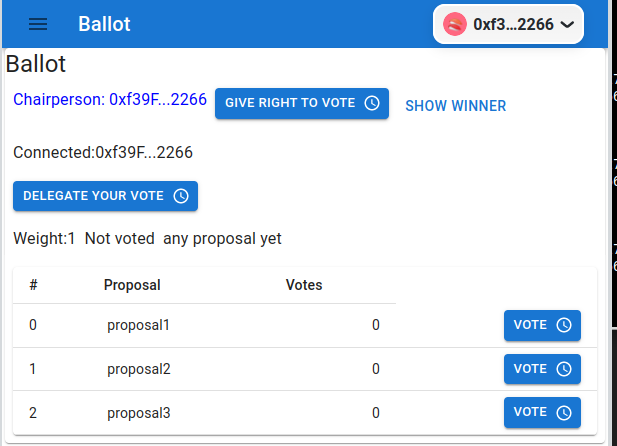 Ballot 0xf3...2266
Ballot
Chairperson: 0xf39F...2266 GIVE RIGHT TO VOTE SHOW WINNER
Connected:0xf39F...2266
DELEGATE YOUR VOTE
Weight:1 Not voted any proposal yet
# Proposal Votes
0 proposal1 0 VOTE
1 proposal2 0 VOTE
2 proposal3 0 VOTE